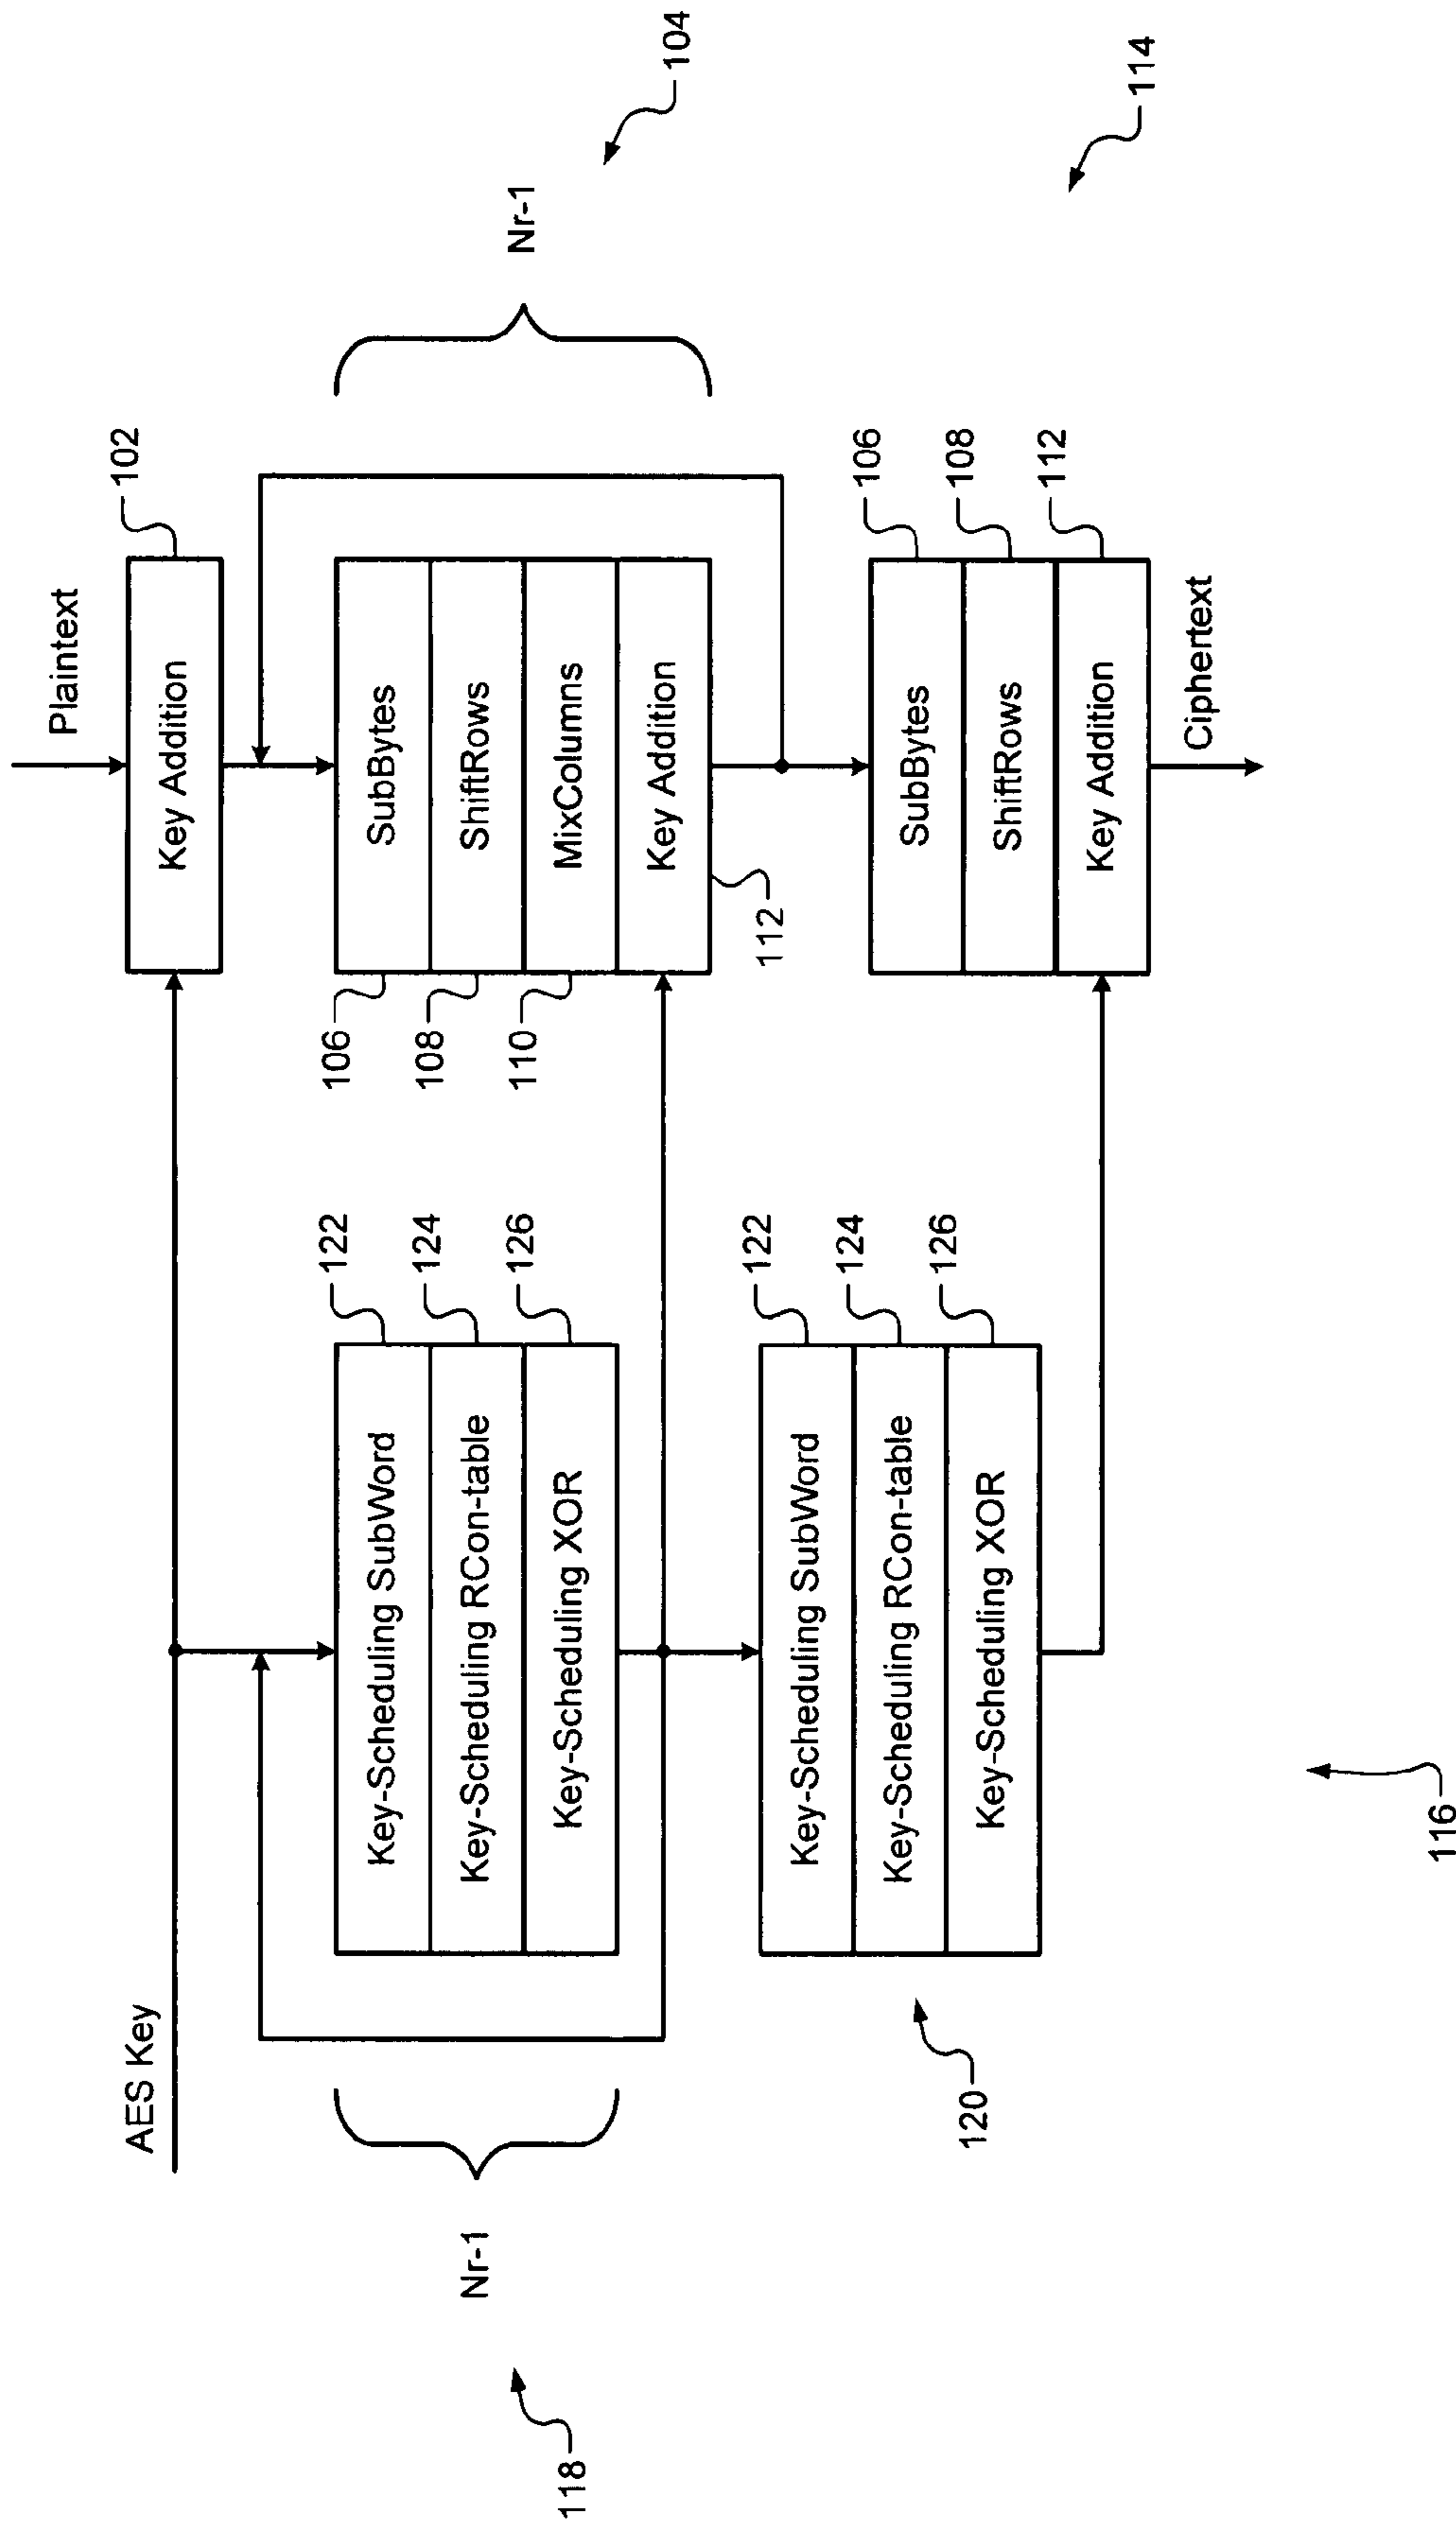 Plaintext
AES Key
Key Addition
102
Nr-1
118
Key-Scheduling SubWord
122
Key-Scheduling RCon-table
124
Key-Scheduling XOR
126
106
SubBytes
108
ShiftRows
110
MixColumns
Key Addition
112
Nr-1
104
120
Key-Scheduling SubWord
122
Key-Scheduling RCon-table
124
Key-Scheduling XOR
126
SubBytes
106
ShiftRows
108
Key Addition
112
Ciphertext
114
116